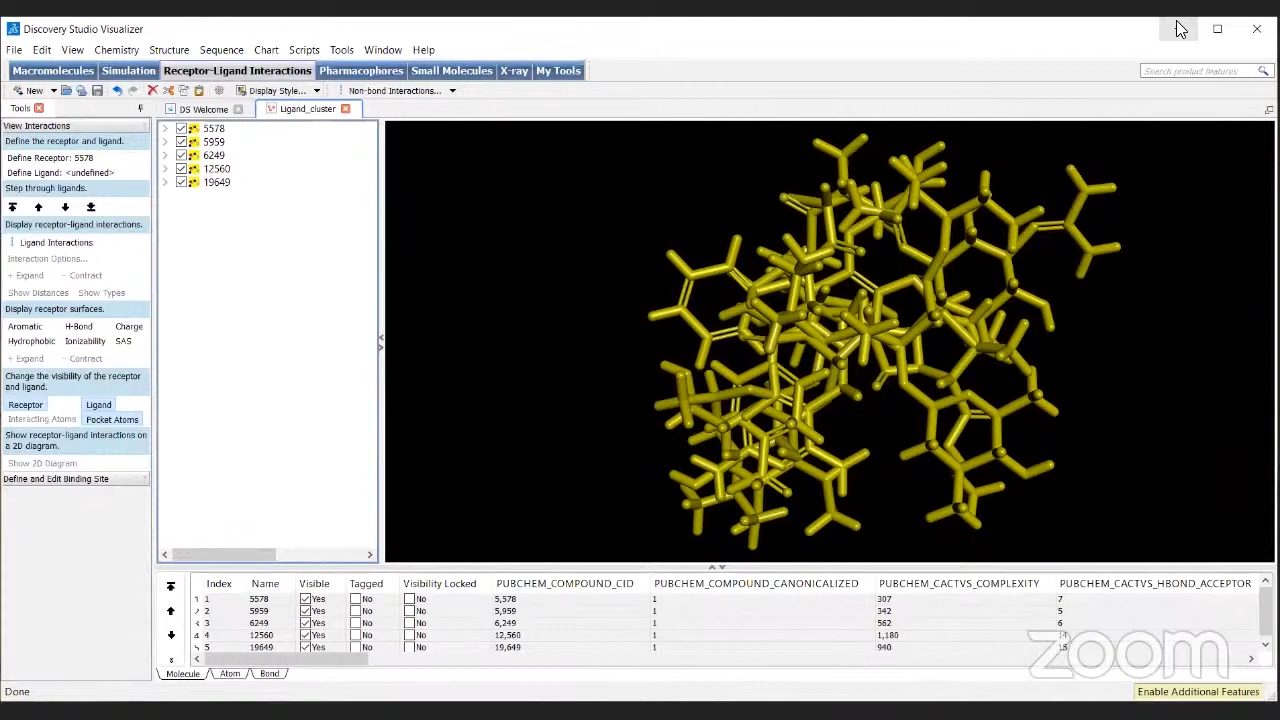 Discovery Studio Visualizer
File Edit View Chemistry Structure Sequence Chart Scripts Tools Window Help
Macromolecules Simulation Receptor-Ligand Interactions Pharmacophores Small Molecules X-ray My Tools
Search product features
New Display Style... Non-bond Interactions...
Tools DS Welcome Ligand_cluster
View Interactions
Define the receptor and ligand.
Define Receptor: 5578
Define Ligand: <undefined>
Step through ligands.
Display receptor-ligand interactions.
Ligand Interactions
Interaction Options...
+ Expand - Contract
Show Distances Show Types
Display receptor surfaces.
Aromatic H-Bond Charge
Hydrophobic Ionizability SAS
+ Expand - Contract
Change the visibility of the receptor
and ligand.
Receptor Ligand
Interacting Atoms Pocket Atoms
Show receptor-ligand interactions on
a 2D diagram.
Show 2D Diagram
Define and Edit Binding Site
5578
5959
6249
12560
19649
Index Name Visible Tagged Visibility Locked PUBCHEM_COMPOUND_CID PUBCHEM_COMPOUND_CANONICALIZED PUBCHEM_CACTVS_COMPLEXITY PUBCHEM_CACTVS_HBOND_ACCEPTOR
1 1 5578 Yes No No 5,578 1 307 7
2 2 5959 Yes No No 5,959 1 342 5
3 3 6249 Yes No No 6,249 1 562 6
4 4 12560 Yes No No 12,560 1 1,180 14
5 5 19649 Yes No No 19,649 1 940 15
zoom
Molecule Atom Bond
Done
Enable Additional Features